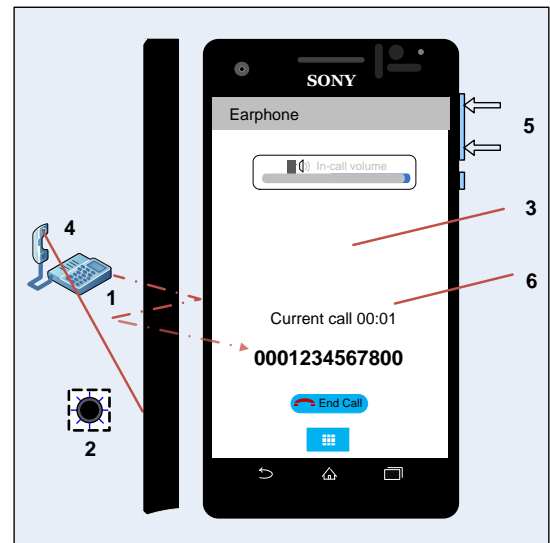 SONY
Earphone
In-call volume
5
4
3
1
6
Current call 00:01
0001234567800
End Call
2